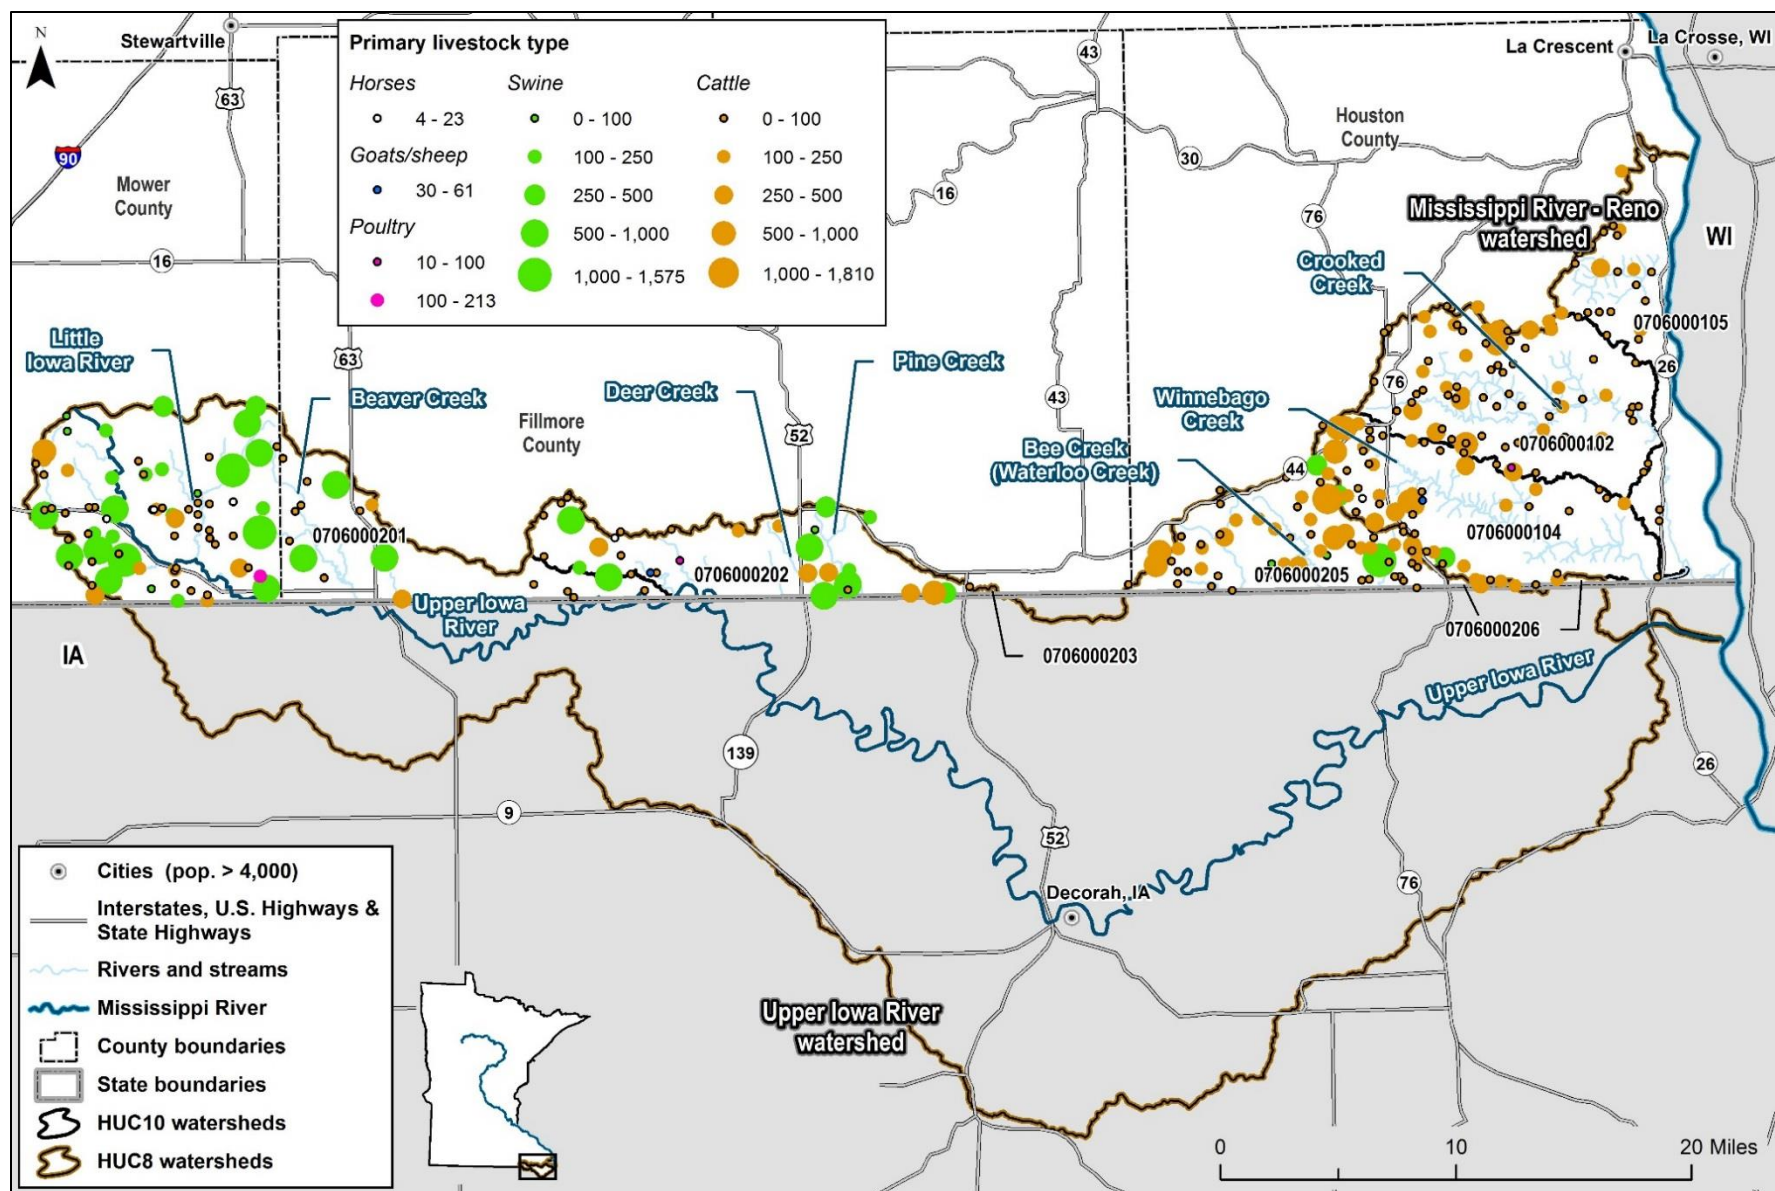 N
Stewartville
63
90
Mower
County
16
Primary livestock type
Horses
4 - 23
Goats/sheep
30 - 61
Poultry
10 - 100
100 - 213
Swine
0 - 100
100 - 250
250 - 500
500 - 1,000
1,000 - 1,575
Cattle
0 - 100
100 - 250
250 - 500
500 - 1,000
1,000 - 1,810
43
La Crescent
La Crosse, WI
Houston
County
30
16
76
Mississippi River - Reno
watershed
WI
Crooked
Creek
0706000105
Little
Iowa River
63
Beaver Creek
Fillmore
County
Deer Creek
Pine Creek
52
43
76
26
Winnebago
Creek
Bee Creek
(Waterloo Creek)
44
0706000102
0706000201
0706000202
0706000104
0706000205
0706000206
0706000203
Upper Iowa
River
IA
Upper Iowa River
139
9
52
26
76
Decorah, IA
Upper Iowa River
watershed
Cities (pop. > 4,000)
Interstates, U.S. Highways &
State Highways
Rivers and streams
Mississippi River
County boundaries
State boundaries
HUC10 watersheds
HUC8 watersheds
0
10
20 Miles